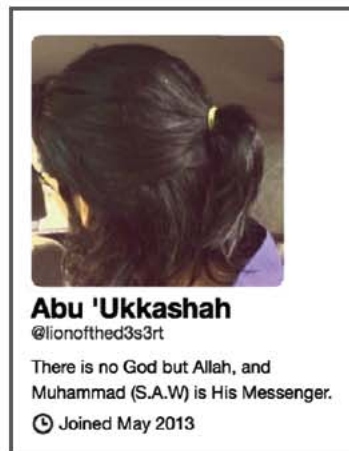 Abu 'Ukkashah
@lionofthed3s3rt
There is no God but Allah, and
Muhammad (S.A.W) is His Messenger.
Joined May 2013